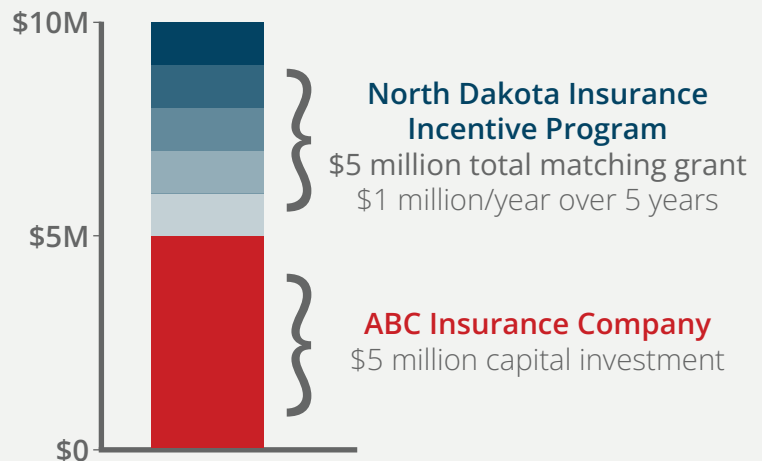 $10M
North Dakota Insurance
Incentive Program
$5 million total matching grant
$1 million/year over 5 years
$5M
ABC Insurance Company
$5 million capital investment
$0